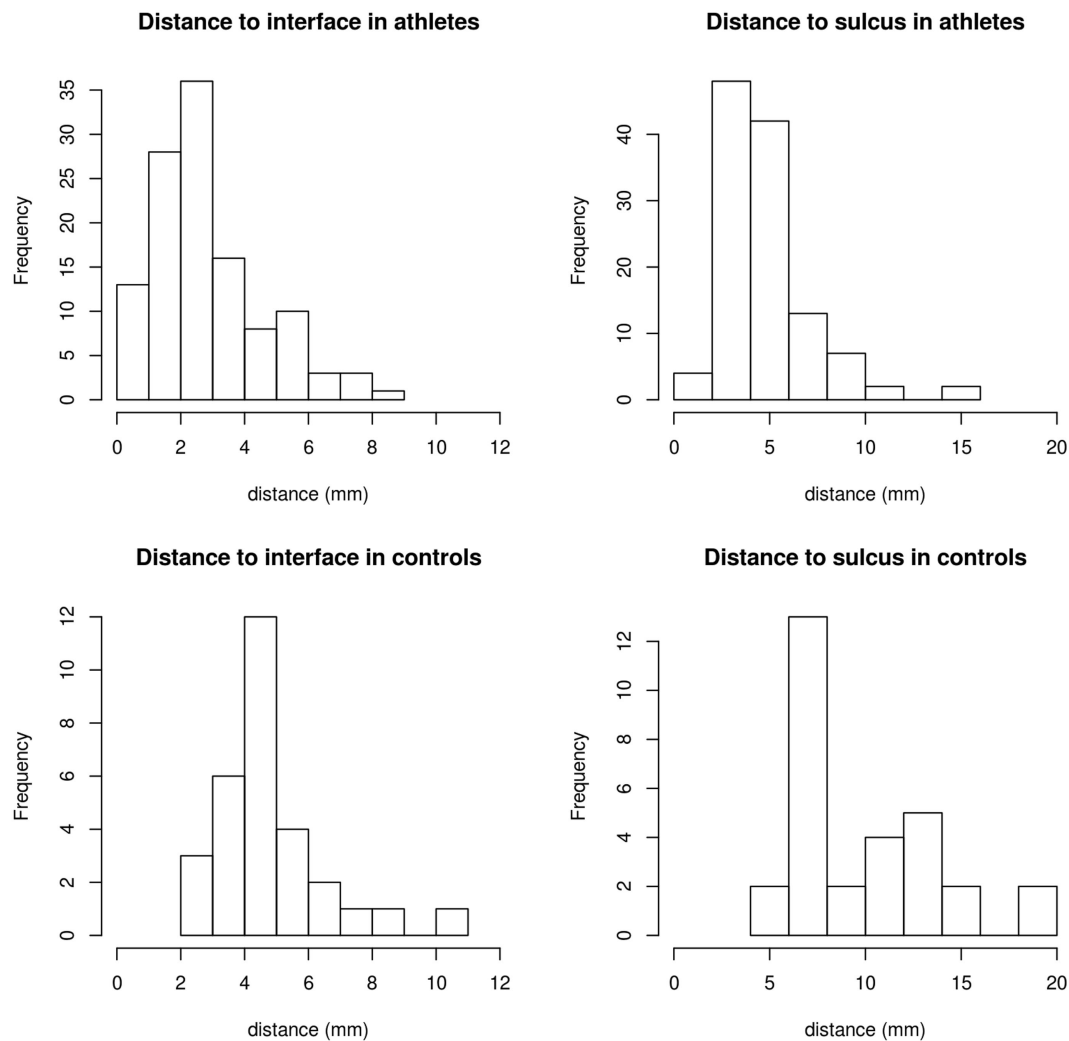 Distance to interface in athletes
Frequency
0 5 10 15 20 25 30 35
0 2 4 6 8 10 12
distance (mm)
Distance to sulcus in athletes
Frequency
0 10 20 30 40
0 5 10 15 20
distance (mm)
Distance to interface in controls
Frequency
0 2 4 6 8 10 12
0 2 4 6 8 10 12
distance (mm)
Distance to sulcus in controls
Frequency
0 2 4 6 8 10 12
0 5 10 15 20
distance (mm)